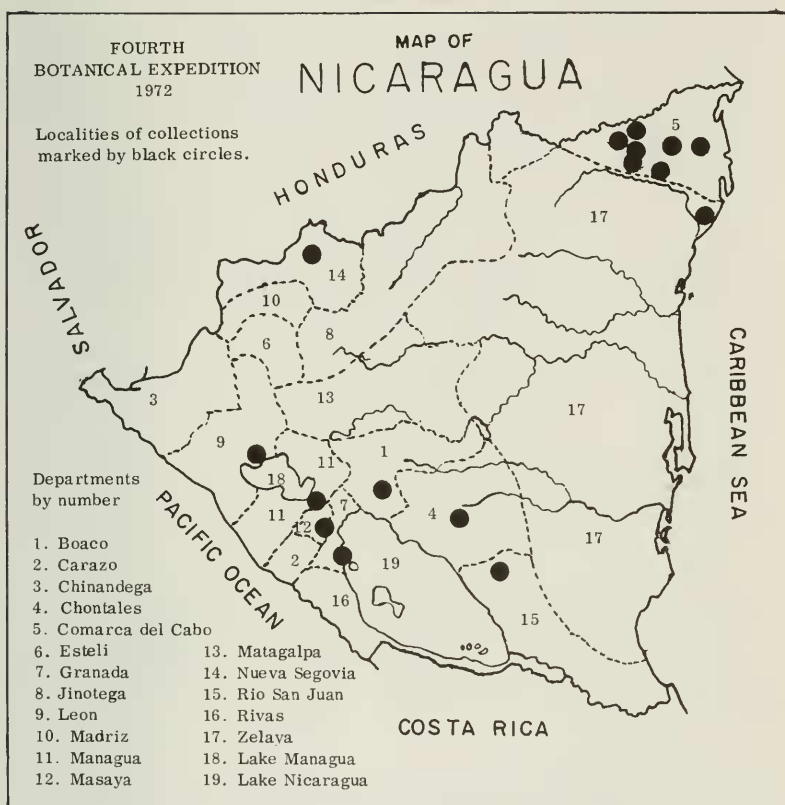 FOURTH
BOTANICAL EXPEDITION
1972
Localities of collections
marked by black circles.
MAP OF
NICARAGUA
HONDURAS
SALVADOR
CARIBBEAN SEA
PACIFIC OCEAN
COSTA RICA
5
17
14
10
8
6
3
13
9
17
11
1
18
7
4
11
12
17
2
19
16
15
Departments
by number
1. Boaco
2. Carazo
3. Chinandega
4. Chontales
5. Comarca del Cabo
6. Esteli
7. Granada
8. Jinotega
9. Leon
10. Madriz
11. Managua
12. Masaya
13. Matagalpa
14. Nueva Segovia
15. Rio San Juan
16. Rivas
17. Zelaya
18. Lake Managua
19. Lake Nicaragua